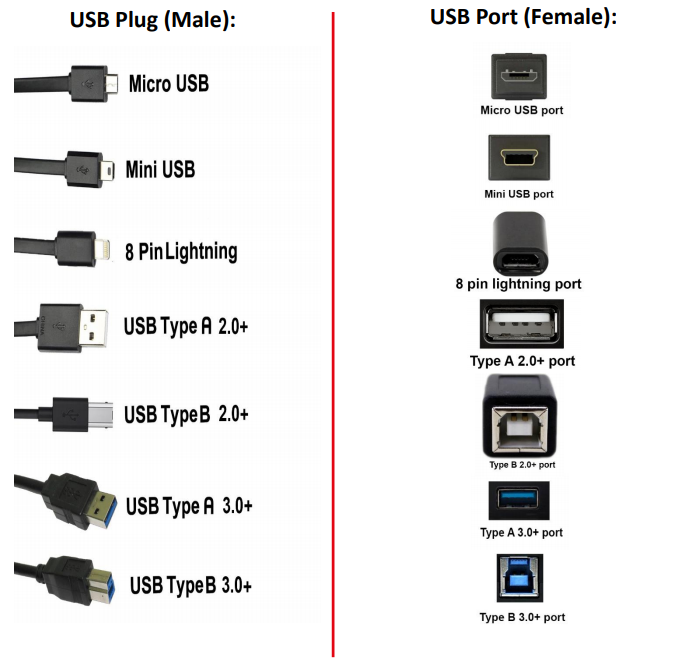 USB Plug (Male):
Micro USB
Mini USB
8 Pin Lightning
USB Type A 2.0+
USB Type B 2.0+
USB Type A 3.0+
USB Type B 3.0+
USB Port (Female):
Micro USB port
Mini USB port
8 pin lightning port
Type A 2.0+ port
Type B 2.0+ port
Type A 3.0+ port
Type B 3.0+ port